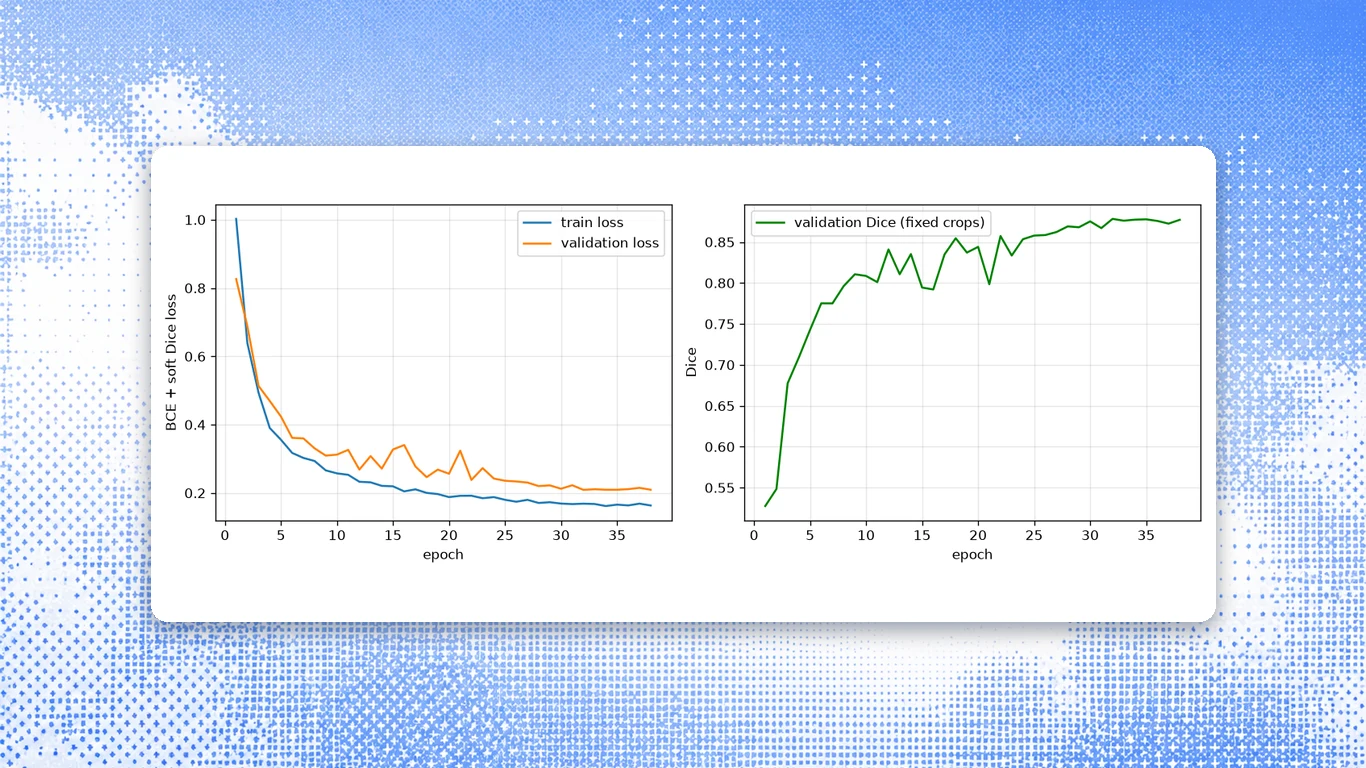 train loss
validation loss
1.0
0.8
0.6
0.4
0.2
BCE + soft Dice loss
0 5 10 15 20 25 30 35
epoch
validation Dice (fixed crops)
0.85
0.80
0.75
0.70
0.65
0.60
0.55
Dice
0 5 10 15 20 25 30 35
epoch